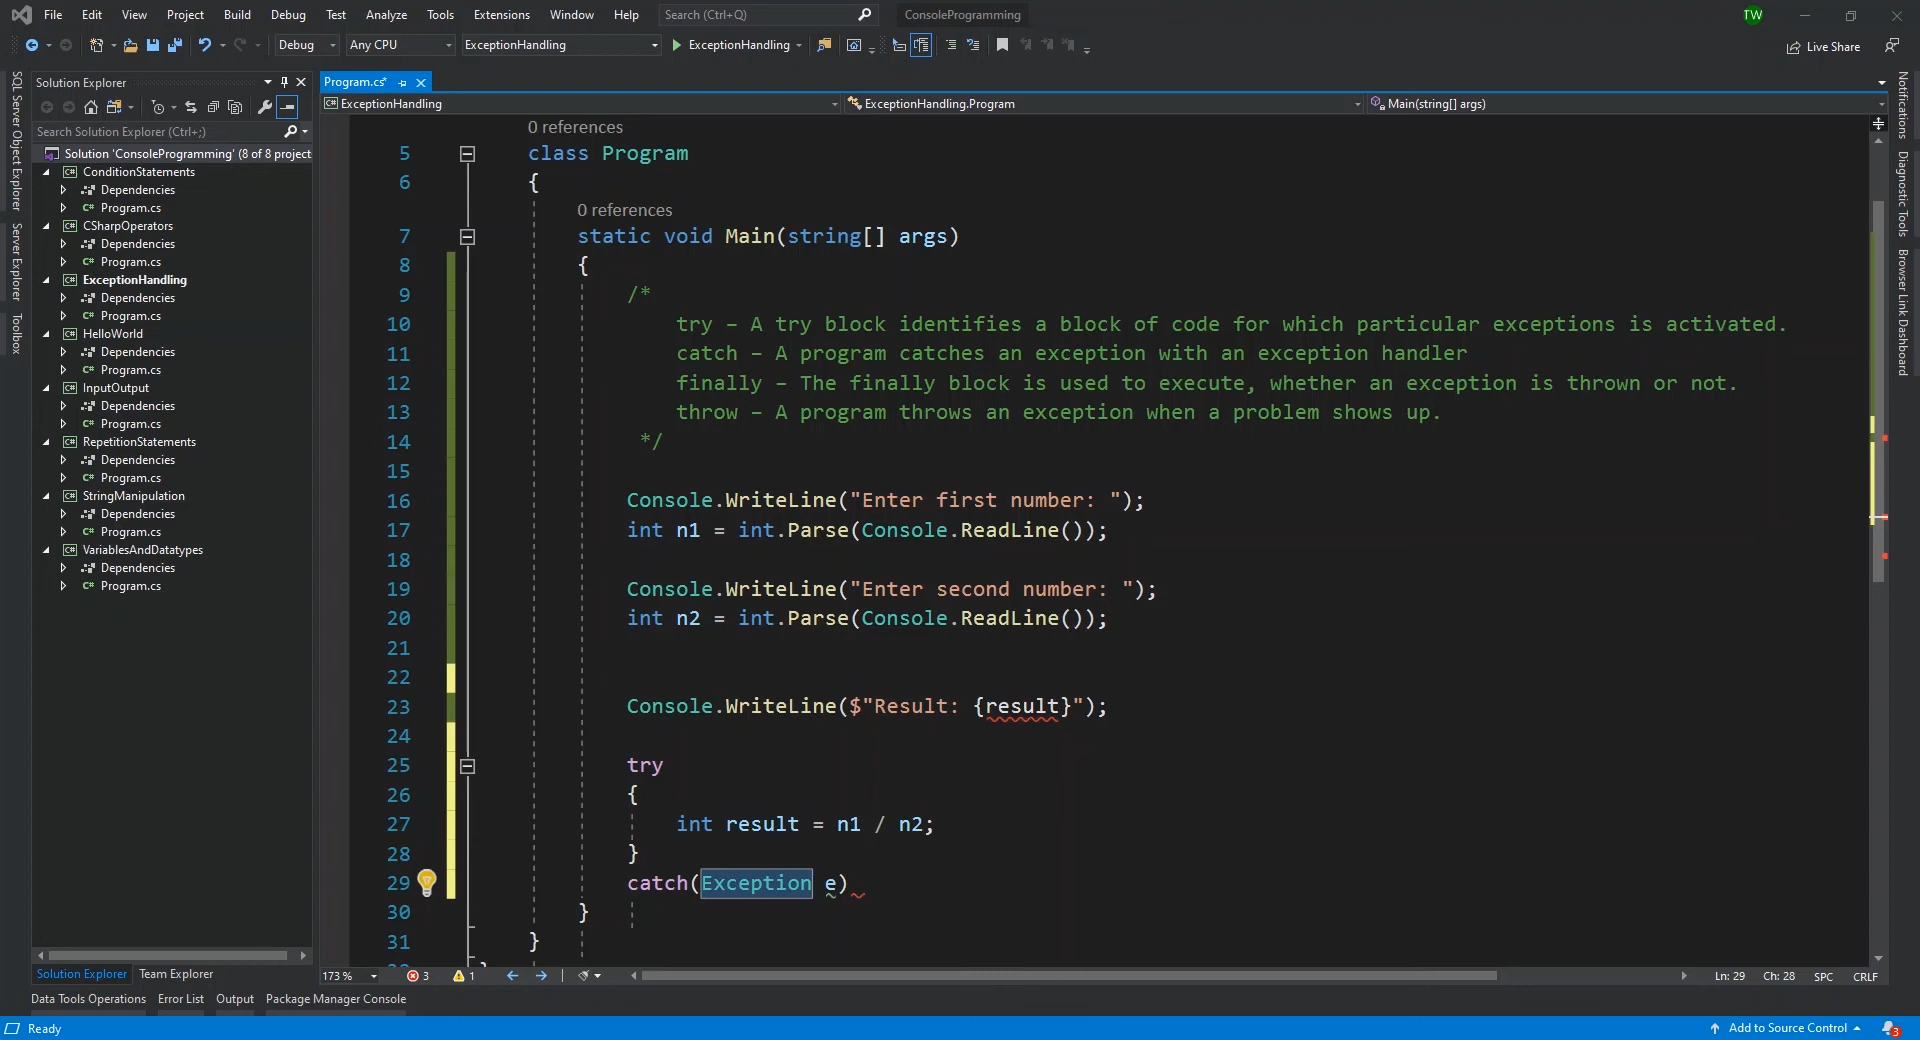 File Edit View Project Build Debug Test Analyze Tools Extensions Window Help Search (Ctrl+Q) ConsoleProgramming TW
Debug Any CPU ExceptionHandling ExceptionHandling Live Share
SQL Server Object Explorer
Server Explorer
Toolbox
Solution Explorer
Search Solution Explorer (Ctrl+;)
Solution 'ConsoleProgramming' (8 of 8 project
ConditionStatements
Dependencies
C# Program.cs
CSharpOperators
Dependencies
C# Program.cs
ExceptionHandling
Dependencies
C# Program.cs
HelloWorld
Dependencies
C# Program.cs
InputOutput
Dependencies
C# Program.cs
RepetitionStatements
Dependencies
C# Program.cs
StringManipulation
Dependencies
C# Program.cs
VariablesAndDatatypes
Dependencies
C# Program.cs
Solution Explorer Team Explorer
Program.cs*
C# ExceptionHandling ExceptionHandling.Program Main(string[] args)
0 references
5 class Program
6 {
0 references
7 static void Main(string[] args)
8 {
9 /*
10 try – A try block identifies a block of code for which particular exceptions is activated.
11 catch – A program catches an exception with an exception handler
12 finally – The finally block is used to execute, whether an exception is thrown or not.
13 throw – A program throws an exception when a problem shows up.
14 */
15
16 Console.WriteLine("Enter first number: ");
17 int n1 = int.Parse(Console.ReadLine());
18
19 Console.WriteLine("Enter second number: ");
20 int n2 = int.Parse(Console.ReadLine());
21
22
23 Console.WriteLine($"Result: {result}");
24
25 try
26 {
27 int result = n1 / n2;
28 }
29 catch(Exception e)
30 }
31 }
173 % 3 1 Ln: 29 Ch: 28 SPC CRLF
Notifications
Diagnostic Tools
Browser Link Dashboard
Data Tools Operations Error List Output Package Manager Console
Ready Add to Source Control 3